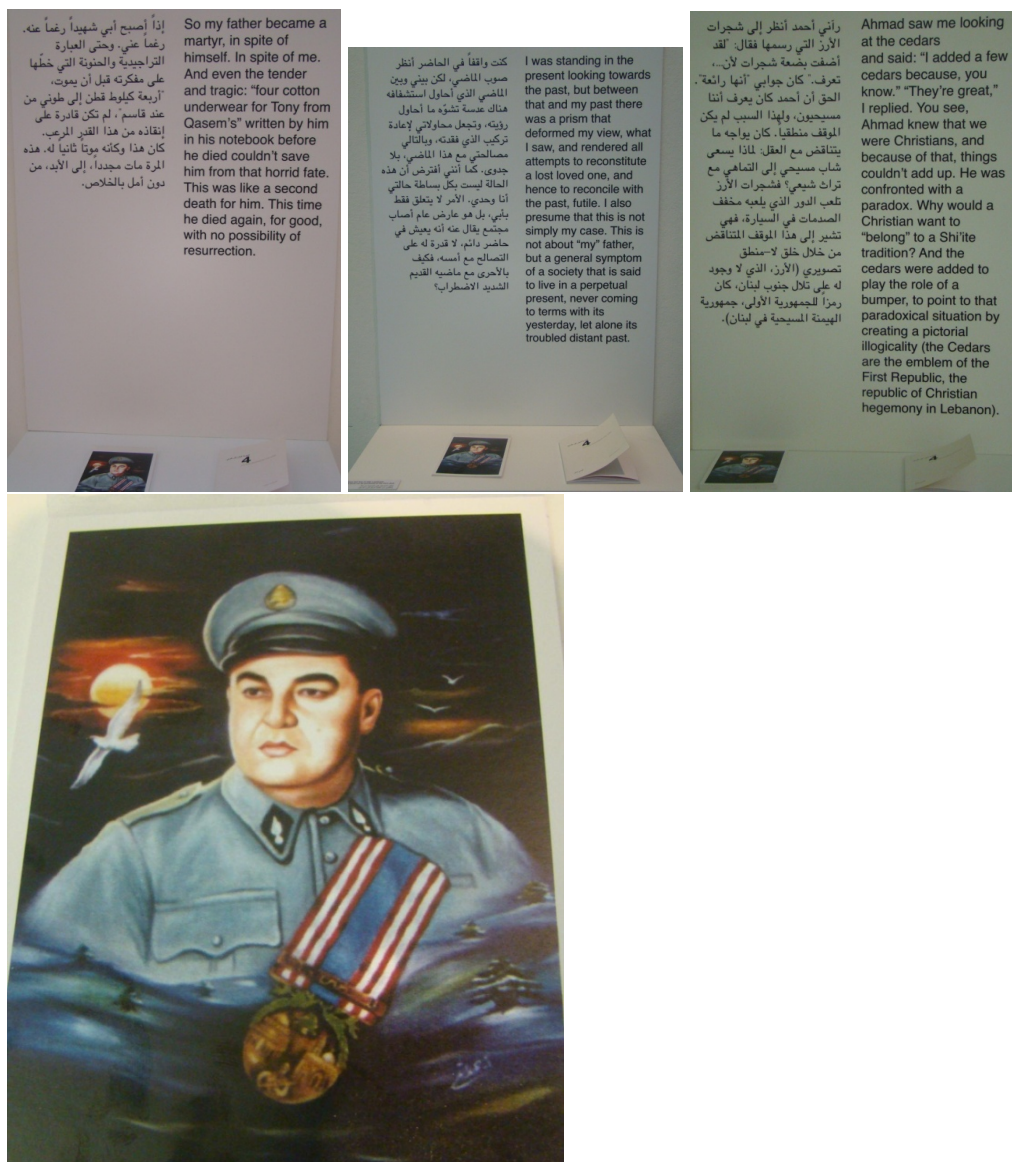 إذاً أصبح أبي شهيداً رغماً عنه.
رغماً عني. وحتى العبارة
التراجيدية والحنونة التي خطّها
على مفكرته قبل أن يموت،
"أربعة كيلوط قطن إلى طوني من
عند قاسم"، لم تكن قادرة على
إنقاذه من هذا القدر المرعب.
كان هذا وكأنه موتاً ثانياً له. هذه
المرة مات مجدداً، إلى الأبد، من
دون أمل بالخلاص.
So my father became a
martyr, in spite of
himself. In spite of me.
And even the tender
and tragic: “four cotton
underwear for Tony from
Qasem’s” written by him
in his notebook before
he died couldn’t save
him from that horrid fate.
This was like a second
death for him. This time
he died again, for good,
with no possibility of
resurrection.
4
كنت واقفاً في الحاضر أنظر
صوب الماضي، لكن بيني وبين
الماضي الذي أحاول استشفافه
هناك عدسة تشوّه ما أحاول
رؤيته، وتجعل محاولاتي لإعادة
تركيب الذي فقدته، وبالتالي
مصالحتي مع هذا الماضي، بلا
جدوى. كما أنني أفترض أن هذه
الحالة ليست بكل بساطة حالتي
أنا وحدي. الأمر لا يتعلق فقط
بأبي، بل هو عارض عام أصاب
مجتمع يقال عنه أنه يعيش في
حاضر دائم، لا قدرة له على
التصالح مع أمسه، فكيف
بالأحرى مع ماضيه القديم
الشديد الاضطراب؟
I was standing in the
present looking towards
the past, but between
that and my past there
was a prism that
deformed my view, what
I saw, and rendered all
attempts to reconstitute
a lost loved one, and
hence to reconcile with
the past, futile. I also
presume that this is not
simply my case. This is
not about “my” father,
but a general symptom
of a society that is said
to live in a perpetual
present, never coming
to terms with its
yesterday, let alone its
troubled distant past.
4
رآني أحمد أنظر إلى شجرات
الأرز التي رسمها فقال: "لقد
أضفت بضعة شجرات لأن...،
تعرف." كان جوابي "أنها رائعة".
الحق أن أحمد كان يعرف أننا
مسيحيون، ولهذا السبب لم يكن
الموقف منطقياً. كان يواجه ما
يتناقض مع العقل: لماذا يسعى
شاب مسيحي إلى التماهي مع
تراث شيعي؟ فشجرات الأرز
تلعب الدور الذي يلعبه مخفف
الصدمات في السيارة، فهي
تشير إلى هذا الموقف المتناقض
من خلال خلق لا-منطق
تصويري (الأرز، الذي لا وجود
له على تلال جنوب لبنان، كان
رمزاً للجمهورية الأولى، جمهورية
الهيمنة المسيحية في لبنان).
Ahmad saw me looking
at the cedars
and said: “I added a few
cedars because, you
know.” “They’re great,”
I replied. You see,
Ahmad knew that we
were Christians, and
because of that, things
couldn’t add up. He was
confronted with a
paradox. Why would a
Christian want to
“belong” to a Shi’ite
tradition? And the
cedars were added to
play the role of a
bumper, to point to that
paradoxical situation by
creating a pictorial
illogicality (the Cedars
are the emblem of the
First Republic, the
republic of Christian
hegemony in Lebanon).
4